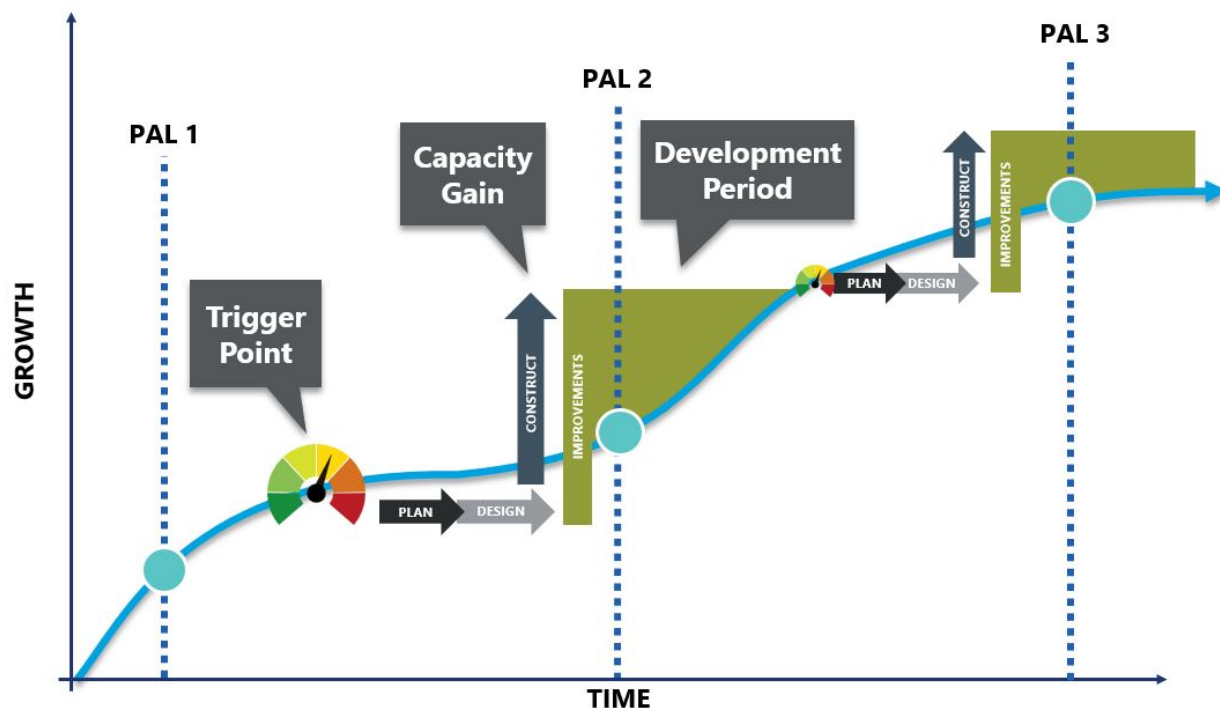 PAL 3
PAL 2
PAL 1
Capacity
Gain
Development
Period
Trigger
Point
GROWTH
CONSTRUCT
IMPROVEMENTS
PLAN
DESIGN
CONSTRUCT
IMPROVEMENTS
PLAN
DESIGN
TIME